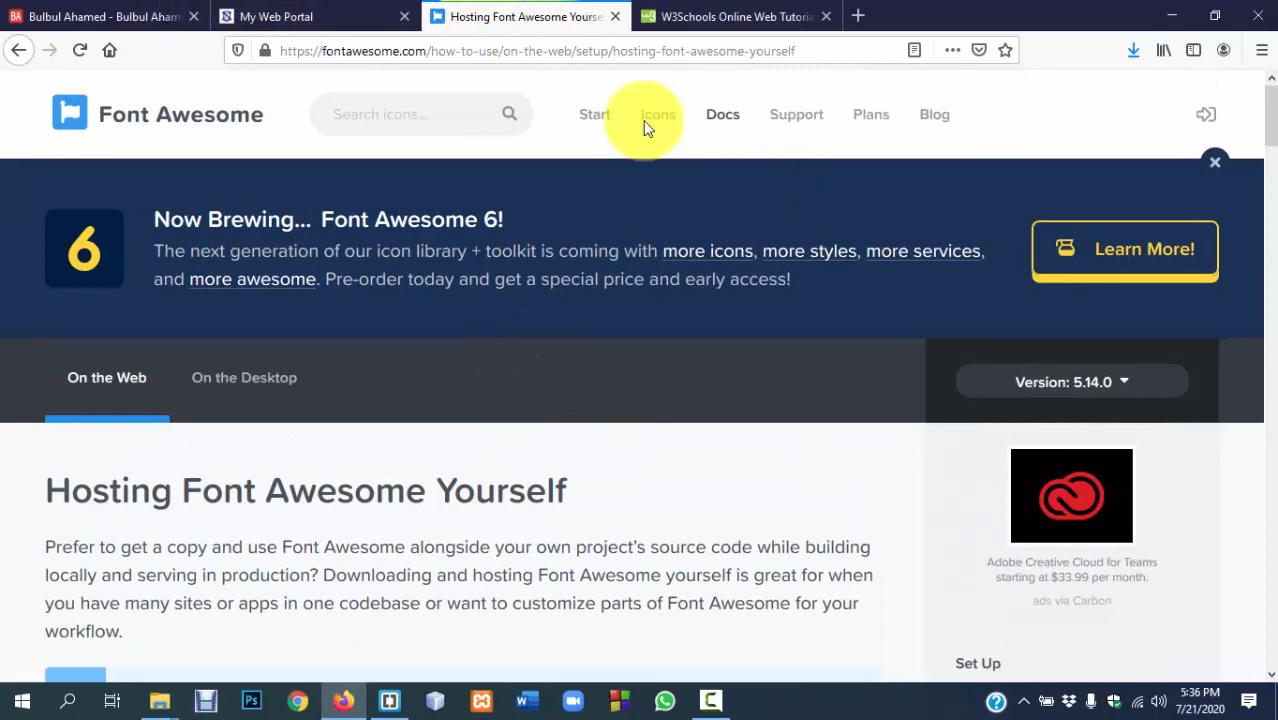 Bulbul Ahamed - Bulbul Aham
My Web Portal
Hosting Font Awesome Yourse
W3Schools Online Web Tutoria
https://fontawesome.com/how-to-use/on-the-web/setup/hosting-font-awesome-yourself
Font Awesome
Search icons...
Start
Icons
Docs
Support
Plans
Blog
6
Now Brewing... Font Awesome 6!
The next generation of our icon library + toolkit is coming with more icons, more styles, more services,
and more awesome. Pre-order today and get a special price and early access!
Learn More!
On the Web
On the Desktop
Version: 5.14.0
Hosting Font Awesome Yourself
Prefer to get a copy and use Font Awesome alongside your own project's source code while building
locally and serving in production? Downloading and hosting Font Awesome yourself is great for when
you have many sites or apps in one codebase or want to customize parts of Font Awesome for your
workflow.
Adobe Creative Cloud for Teams
starting at $33.99 per month.
ads via Carbon
Set Up
5:36 PM
7/21/2020